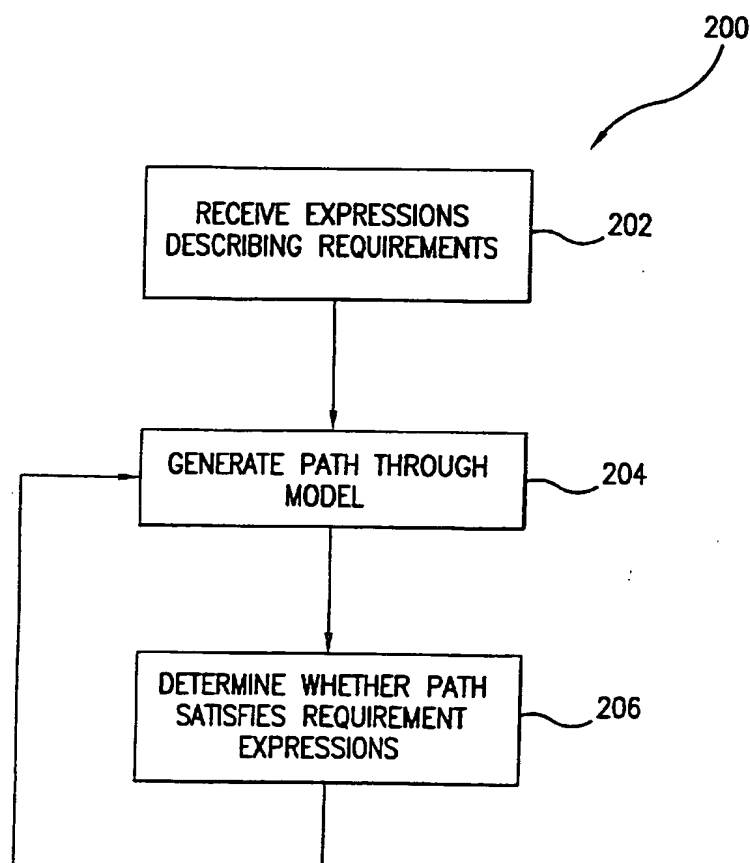 200
RECEIVE EXPRESSIONS
DESCRIBING REQUIREMENTS
202
GENERATE PATH THROUGH
MODEL
204
DETERMINE WHETHER PATH
SATISFIES REQUIREMENT
EXPRESSIONS
206